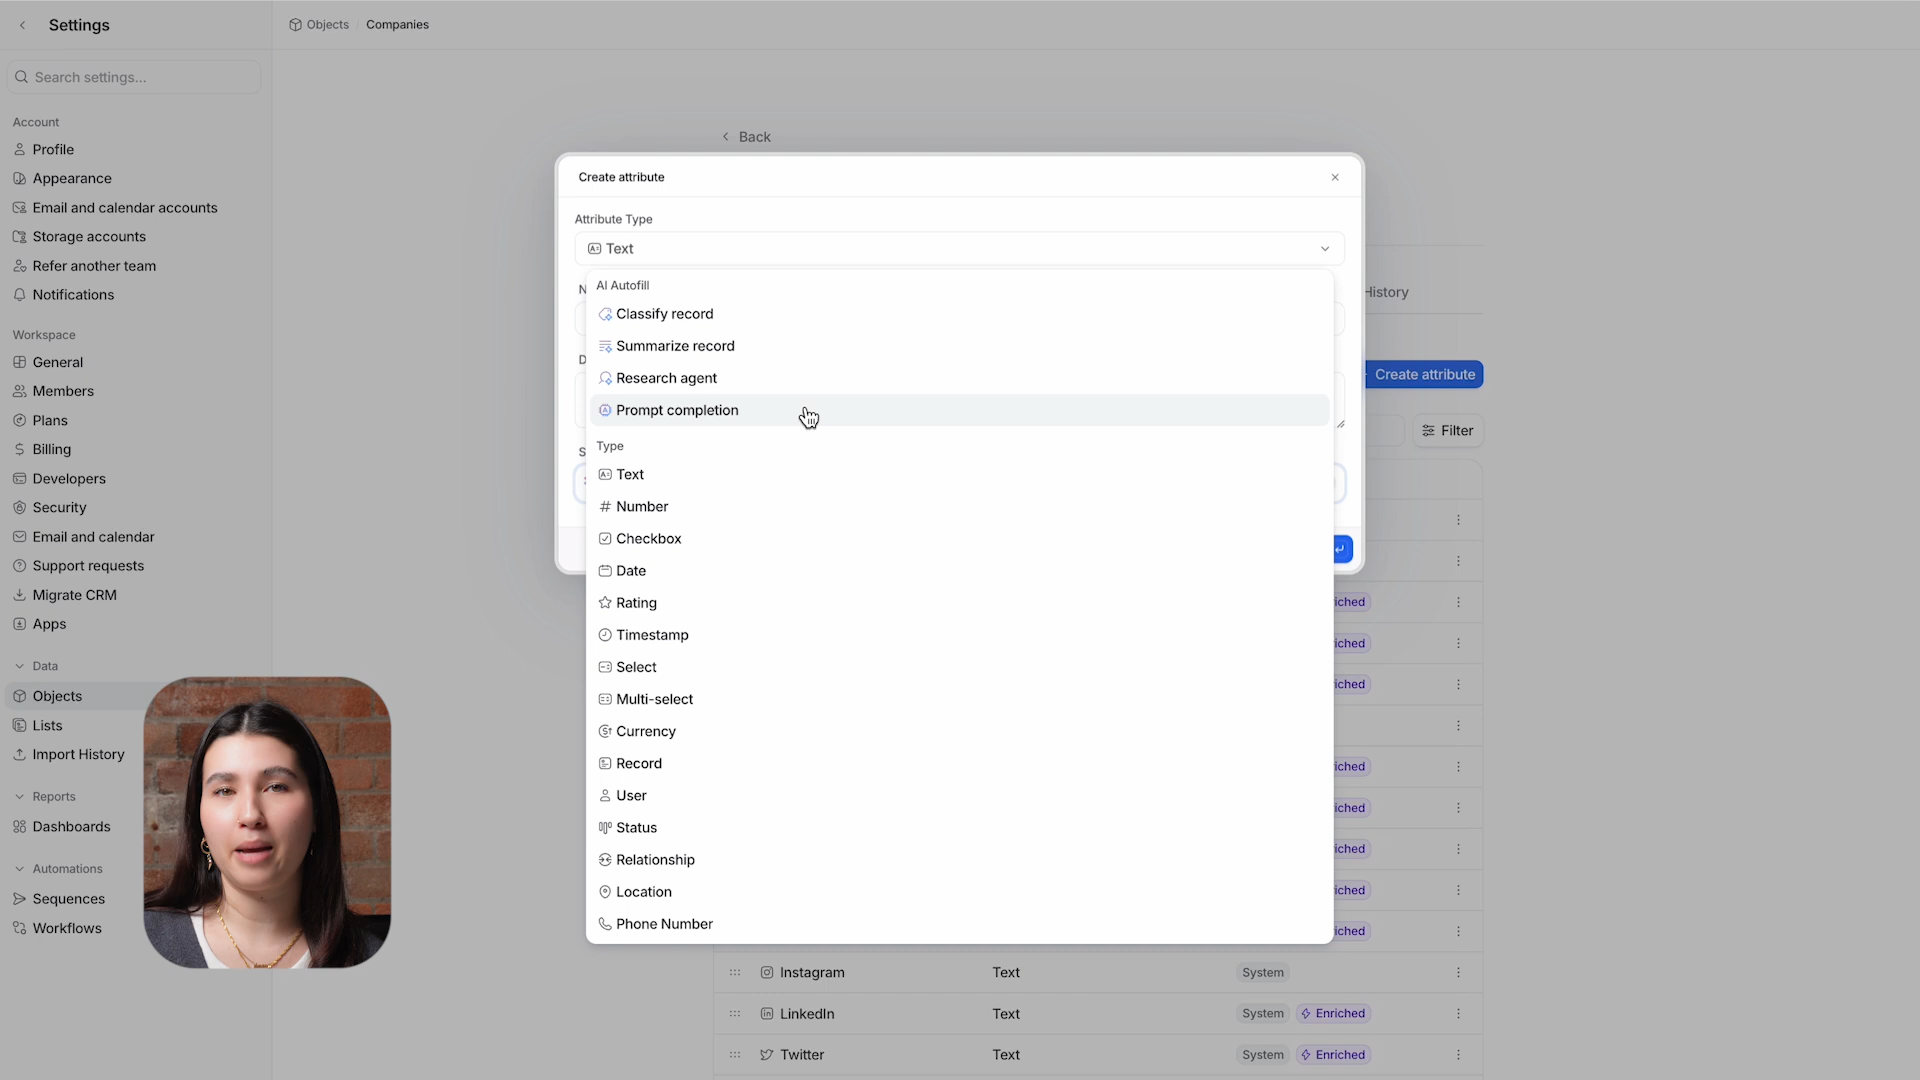 Settings
Objects
Companies
Search settings...
Account
Profile
Appearance
Email and calendar accounts
Storage accounts
Refer another team
Notifications
Workspace
General
Members
Plans
Billing
Developers
Security
Email and calendar
Support requests
Migrate CRM
Apps
Data
Objects
Lists
Import History
Reports
Dashboards
Automations
Sequences
Workflows
Back
Create attribute
Attribute Type
Text
AI Autofill
Classify record
Summarize record
Research agent
Prompt completion
Type
Text
Number
Checkbox
Date
Rating
Timestamp
Select
Multi-select
Currency
Record
User
Status
Relationship
Location
Phone Number
History
Create attribute
Filter
Instagram Text System
LinkedIn Text System Enriched
Twitter Text System Enriched